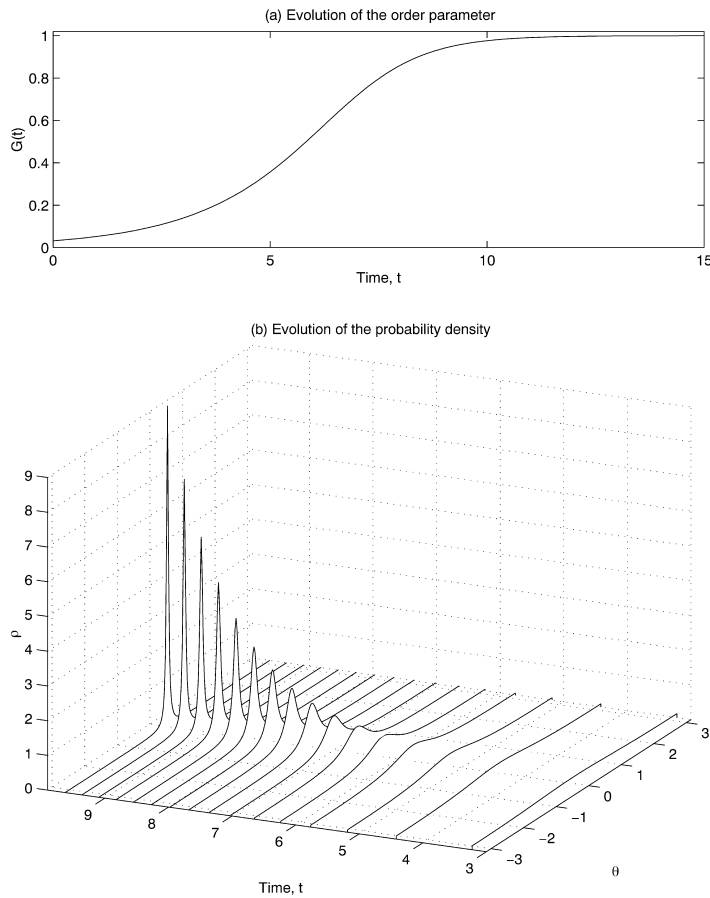 (a) Evolution of the order parameter
1
0.8
0.6
0.4
0.2
0
G(t)
0 5 10 15
Time, t
(b) Evolution of the probability density
9
8
7
6
5
4
3
2
1
0
ρ
9 8 7 6 5 4 3
Time, t
3
2
1
0
−1
−2
−3
θ